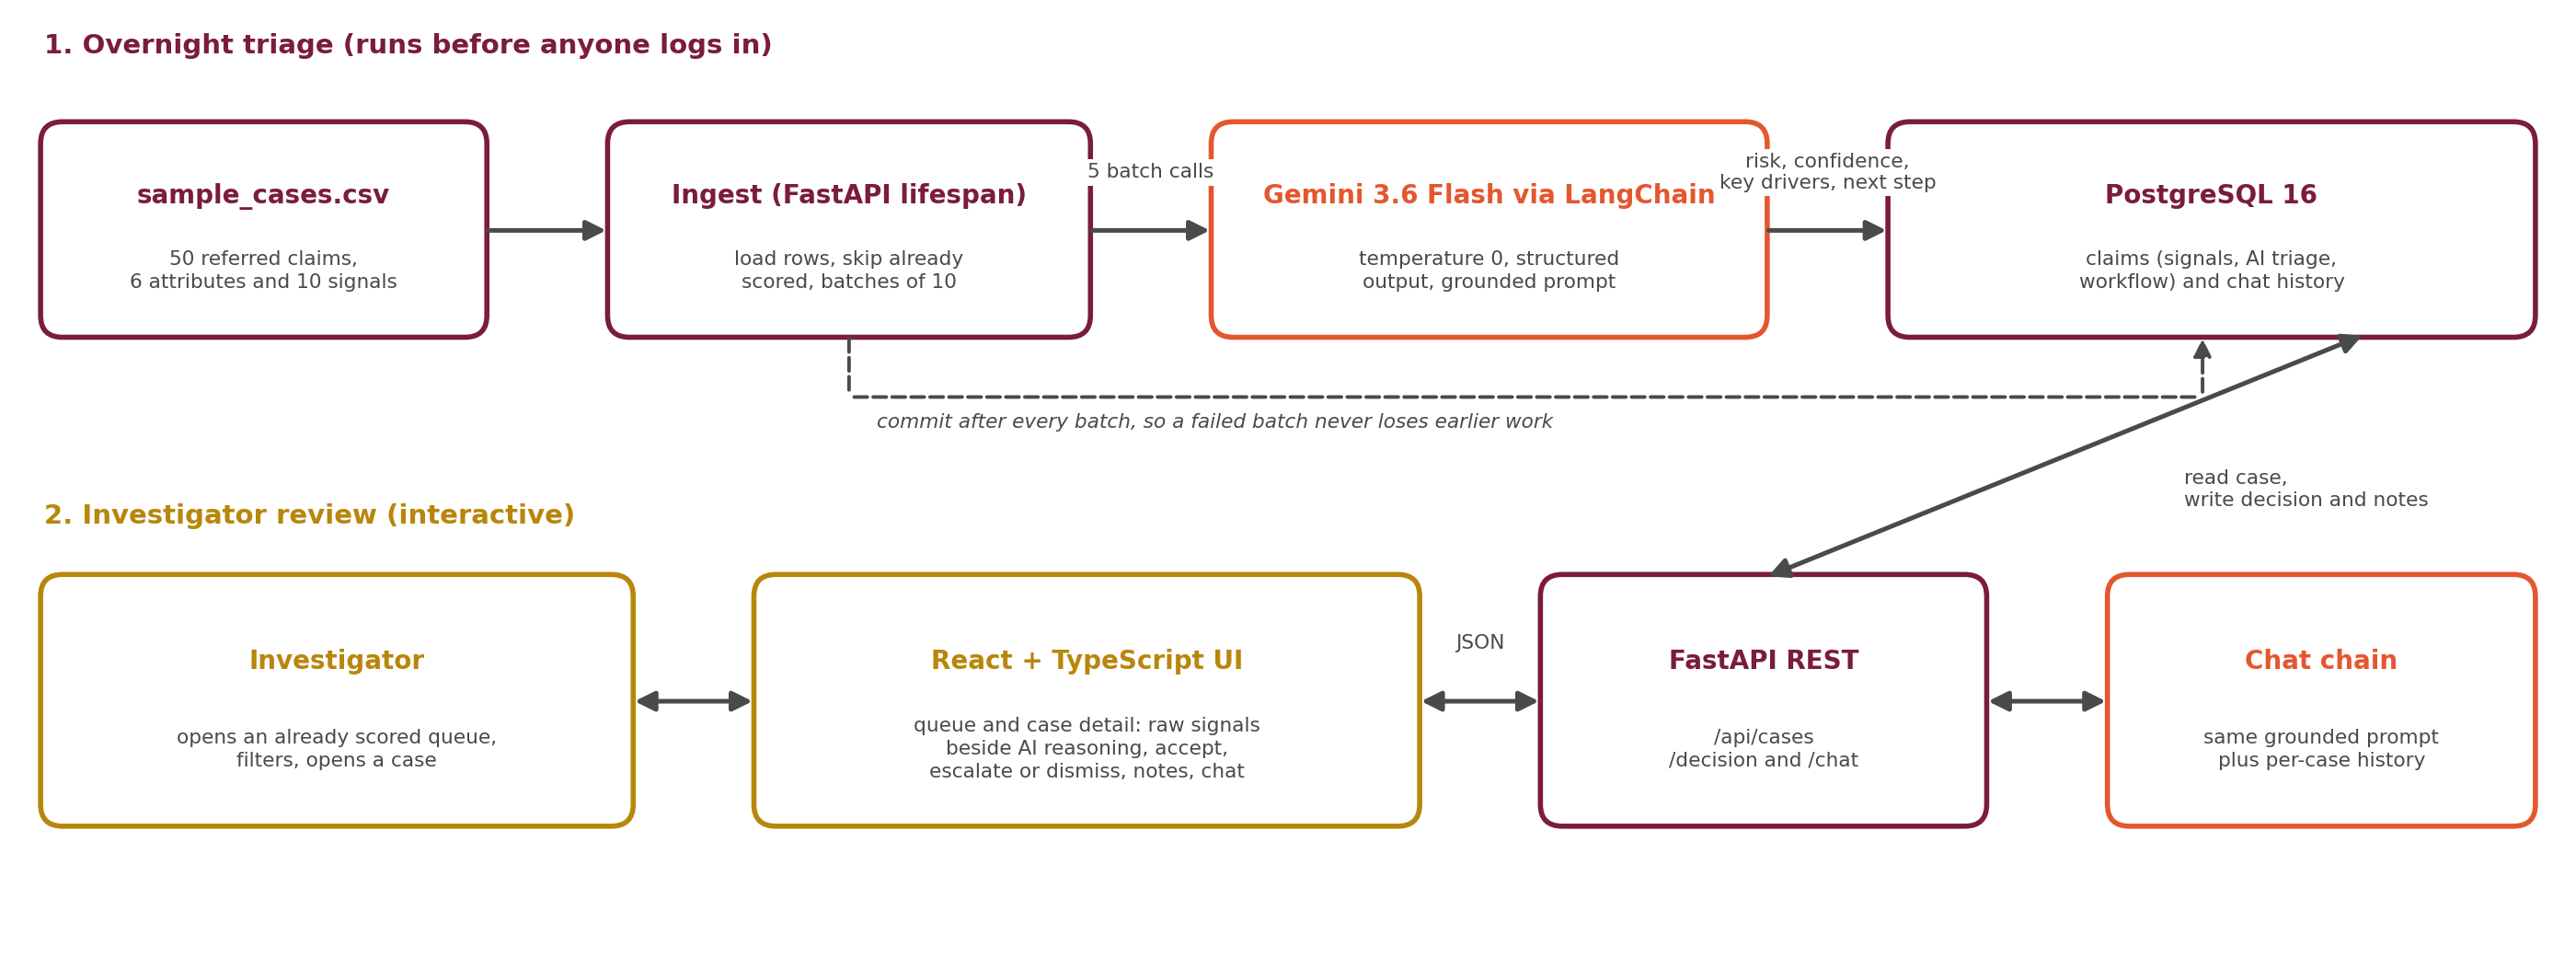 1. Overnight triage (runs before anyone logs in)
sample_cases.csv
50 referred claims,
6 attributes and 10 signals
Ingest (FastAPI lifespan)
load rows, skip already
scored, batches of 10
5 batch calls
Gemini 3.6 Flash via LangChain
temperature 0, structured
output, grounded prompt
risk, confidence,
key drivers, next step
PostgreSQL 16
claims (signals, AI triage,
workflow) and chat history
commit after every batch, so a failed batch never loses earlier work
read case,
write decision and notes
2. Investigator review (interactive)
Investigator
opens an already scored queue,
filters, opens a case
React + TypeScript UI
queue and case detail: raw signals
beside AI reasoning, accept,
escalate or dismiss, notes, chat
JSON
FastAPI REST
/api/cases
/decision and /chat
Chat chain
same grounded prompt
plus per-case history